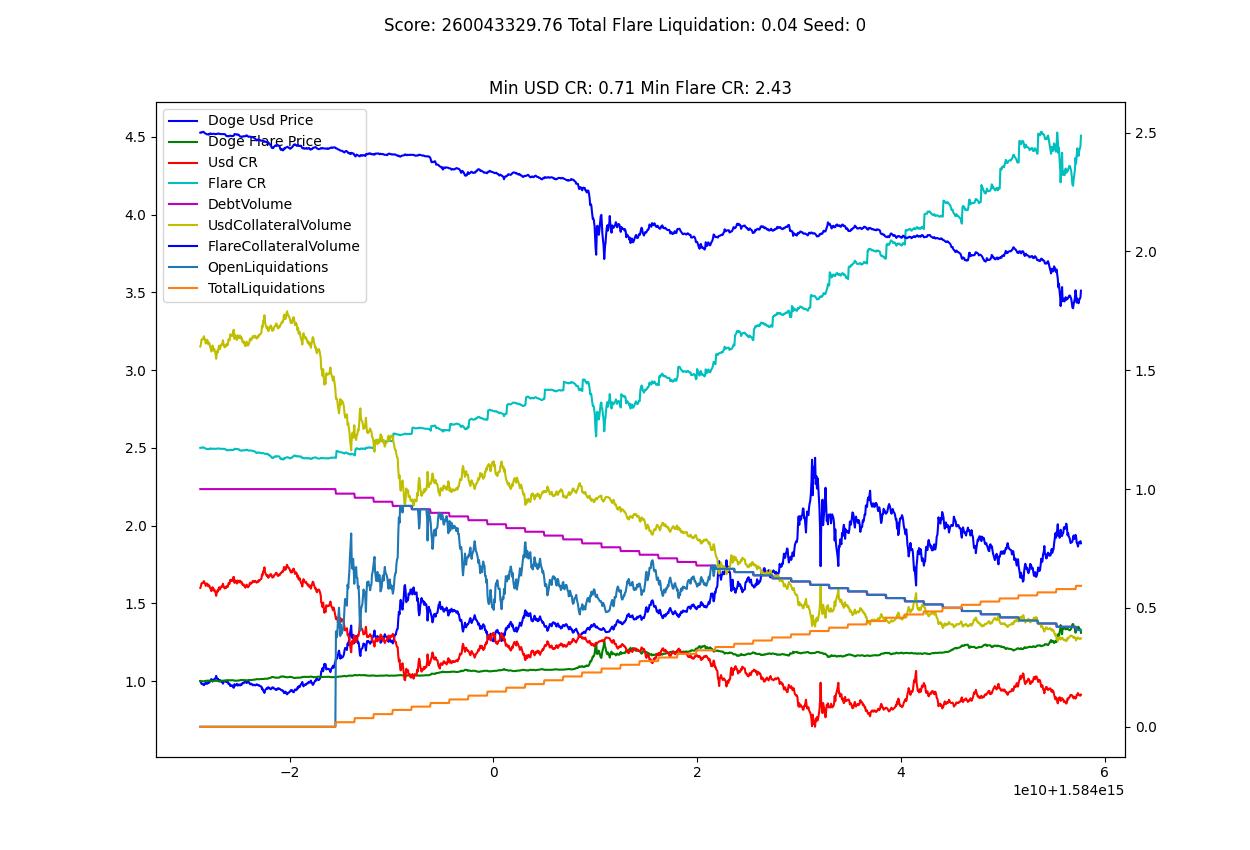 Score: 260043329.76 Total Flare Liquidation: 0.04 Seed: 0
Min USD CR: 0.71 Min Flare CR: 2.43
Doge Usd Price
Doge Flare Price
Usd CR
Flare CR
DebtVolume
UsdCollateralVolume
FlareCollateralVolume
OpenLiquidations
TotalLiquidations
4.5
4.0
3.5
3.0
2.5
2.0
1.5
1.0
2.5
2.0
1.5
1.0
0.5
0.0
−2 0 2 4 6
1e10+1.584e15